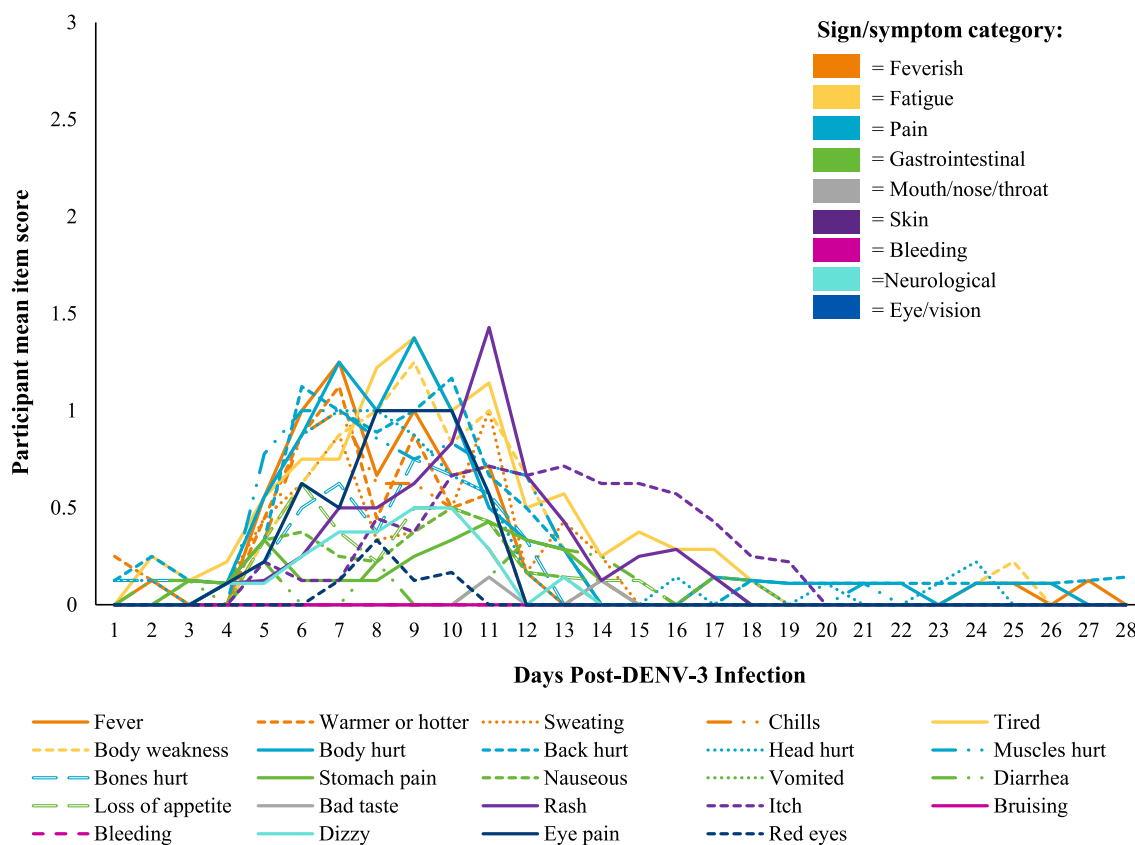 Sign/symptom category:
= Feverish
= Fatigue
= Pain
= Gastrointestinal
= Mouth/nose/throat
= Skin
= Bleeding
=Neurological
= Eye/vision
Participant mean item score
3
2.5
2
1.5
1
0.5
0
1 2 3 4 5 6 7 8 9 10 11 12 13 14 15 16 17 18 19 20 21 22 23 24 25 26 27 28
Days Post-DENV-3 Infection
Fever Warmer or hotter Sweating Chills Tired
Body weakness Body hurt Back hurt Head hurt Muscles hurt
Bones hurt Stomach pain Nauseous Vomited Diarrhea
Loss of appetite Bad taste Rash Itch Bruising
Bleeding Dizzy Eye pain Red eyes